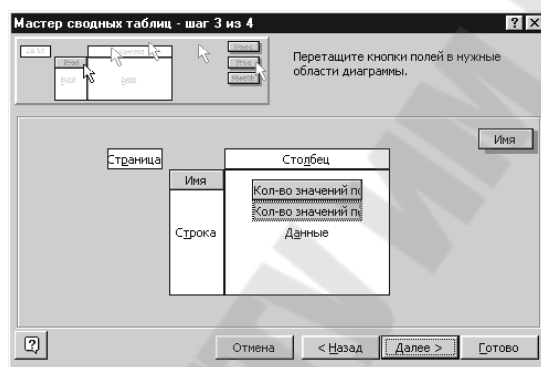 Мастер сводных таблиц - шаг 3 из 4
Перетащите кнопки полей в нужные
области диаграммы.
Имя
Страница
Столбец
Имя
Кол-во значений по
Кол-во значений по
Строка
Данные
Отмена
< Назад
Далее >
Готово